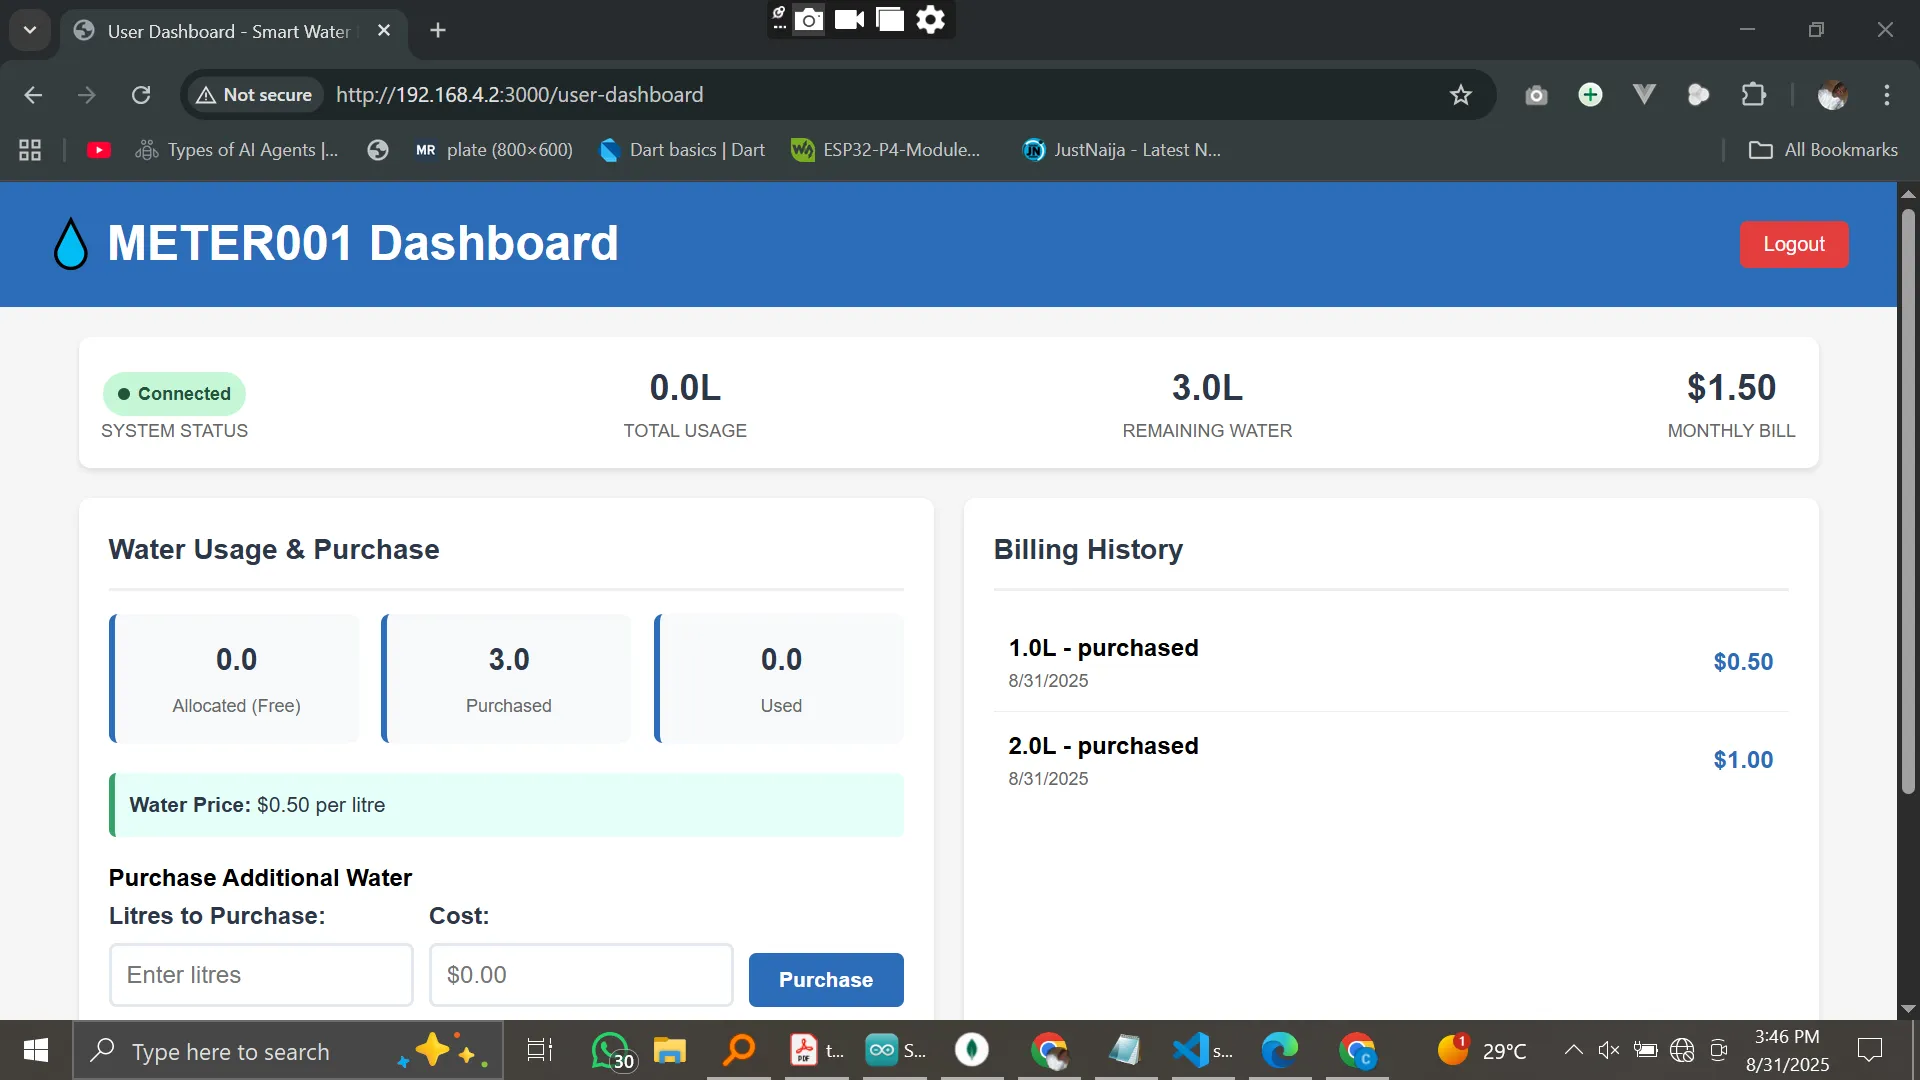 User Dashboard - Smart Water
Not secure
http://192.168.4.2:3000/user-dashboard
Types of AI Agents |...
MR plate (800×600)
Dart basics | Dart
ESP32-P4-Module...
JN JustNaija - Latest N...
All Bookmarks
METER001 Dashboard
Logout
Connected
SYSTEM STATUS
0.0L
TOTAL USAGE
3.0L
REMAINING WATER
$1.50
MONTHLY BILL
Water Usage & Purchase
0.0
Allocated (Free)
3.0
Purchased
0.0
Used
Water Price: $0.50 per litre
Purchase Additional Water
Litres to Purchase:
Cost:
Enter litres
$0.00
Purchase
Billing History
1.0L - purchased
8/31/2025
$0.50
2.0L - purchased
8/31/2025
$1.00
Type here to search
30
PDF
t...
S...
s...
C
1
29°C
3:46 PM
8/31/2025